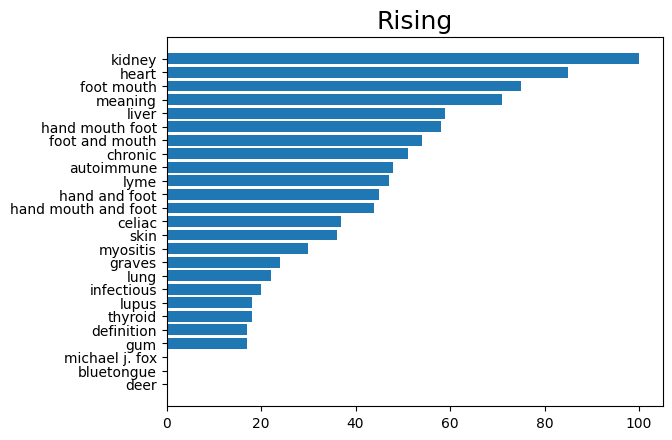 Rising
kidney
heart
foot mouth
meaning
liver
hand mouth foot
foot and mouth
chronic
autoimmune
lyme
hand and foot
hand mouth and foot
celiac
skin
myositis
graves
lung
infectious
lupus
thyroid
definition
gum
michael j. fox
bluetongue
deer
0 20 40 60 80 100